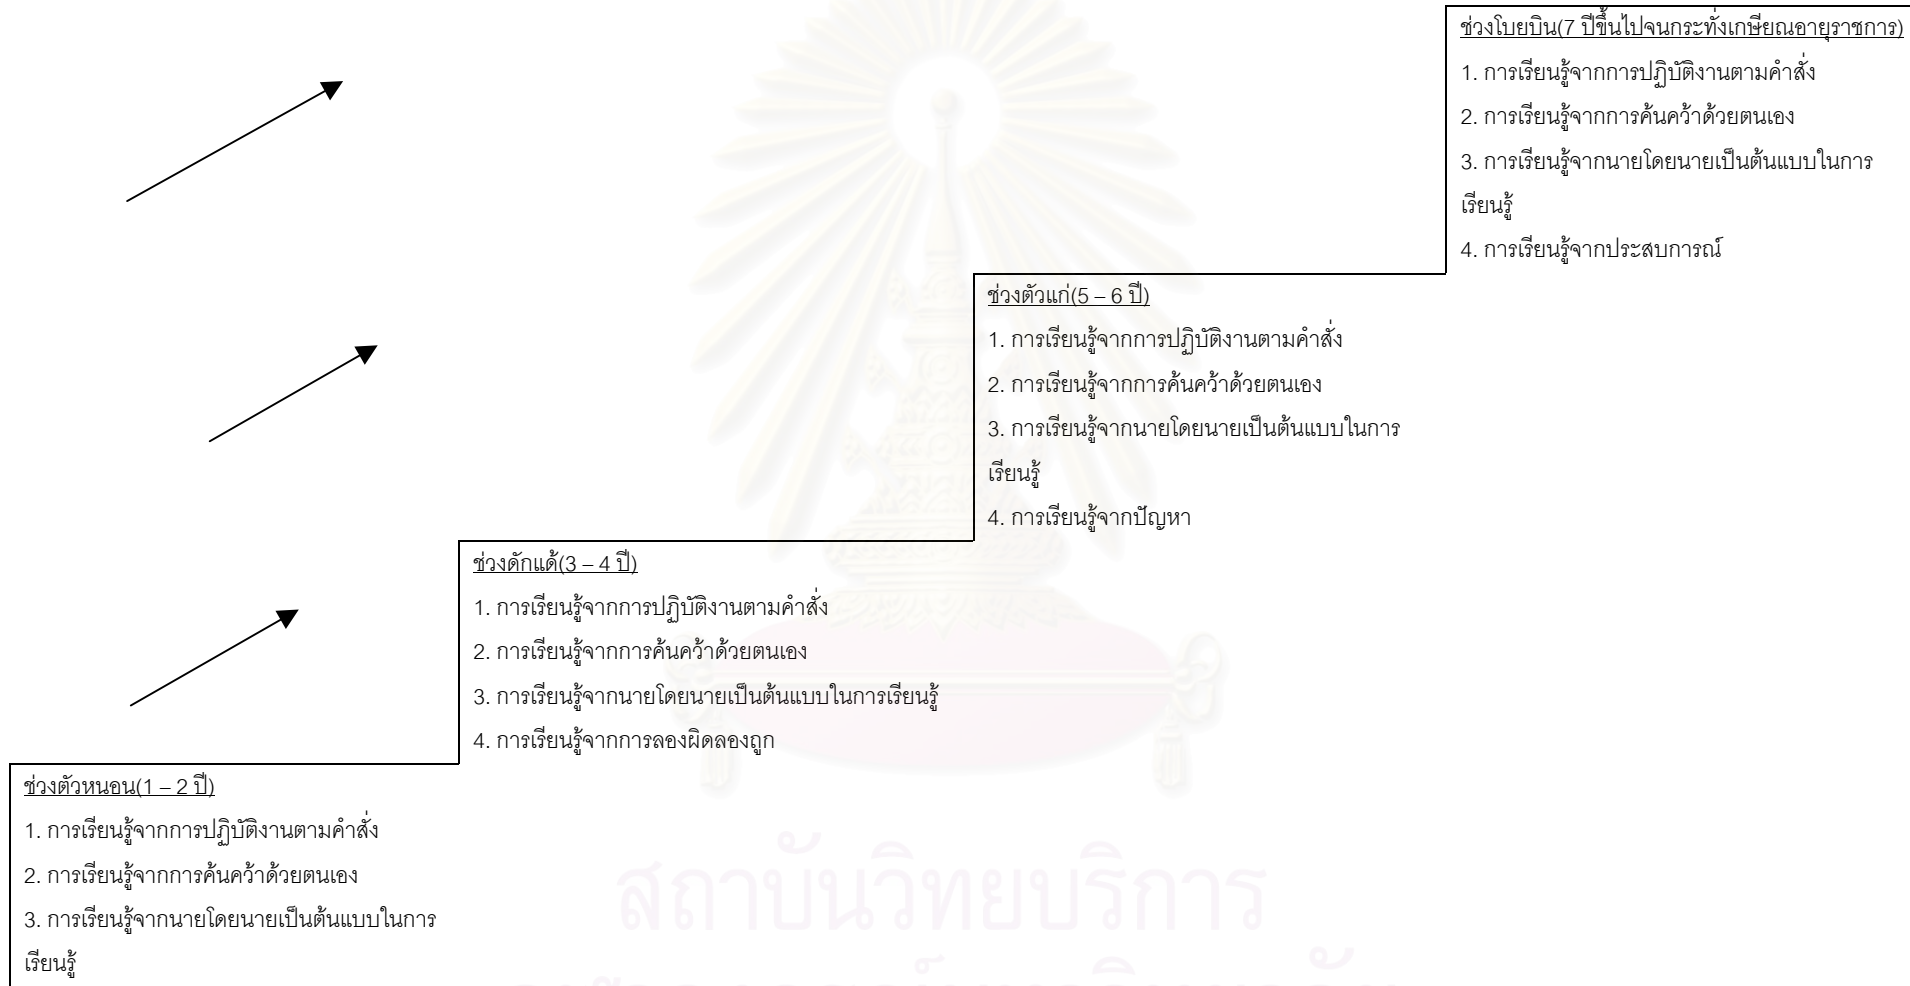 ช่วงโบยบิน(7 ปีขึ้นไปจนกระทั่งเกษียณอายุราชการ)
1. การเรียนรู้จากการปฏิบัติงานตามคำสั่ง
2. การเรียนรู้จากการค้นคว้าด้วยตนเอง
3. การเรียนรู้จากนายโดยนายเป็นต้นแบบในการ
เรียนรู้
4. การเรียนรู้จากประสบการณ์
ช่วงตัวแก่(5 – 6 ปี)
1. การเรียนรู้จากการปฏิบัติงานตามคำสั่ง
2. การเรียนรู้จากการค้นคว้าด้วยตนเอง
3. การเรียนรู้จากนายโดยนายเป็นต้นแบบในการ
เรียนรู้
4. การเรียนรู้จากปัญหา
ช่วงดักแด้(3 – 4 ปี)
1. การเรียนรู้จากการปฏิบัติงานตามคำสั่ง
2. การเรียนรู้จากการค้นคว้าด้วยตนเอง
3. การเรียนรู้จากนายโดยนายเป็นต้นแบบในการเรียนรู้
4. การเรียนรู้จากการลองผิดลองถูก
ช่วงตัวหนอน(1 – 2 ปี)
1. การเรียนรู้จากการปฏิบัติงานตามคำสั่ง
2. การเรียนรู้จากการค้นคว้าด้วยตนเอง
3. การเรียนรู้จากนายโดยนายเป็นต้นแบบในการ
เรียนรู้
สถาบันวิทยบริการ